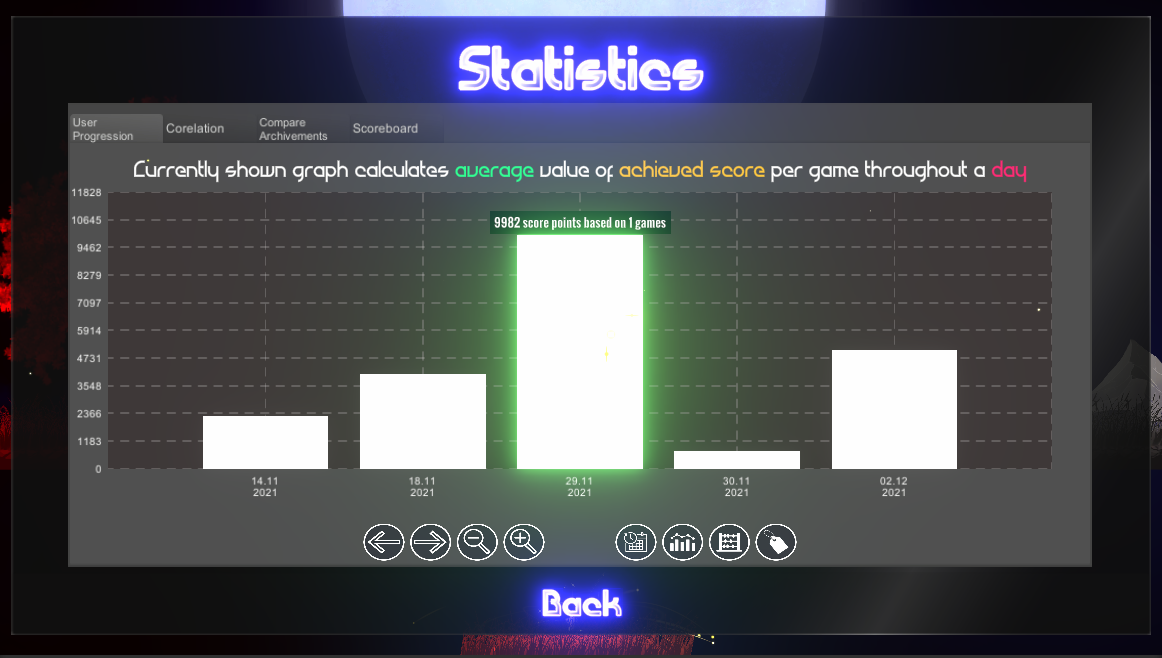 Statistics
User
Progression
Corelation
Compare
Archivements
Scoreboard
Currently shown graph calculates average value of achieved score per game throughout a day
11828
10645
9462
8279
7097
5914
4731
3548
2366
1183
0
9982 score points based on 1 games
14.11
2021
18.11
2021
29.11
2021
30.11
2021
02.12
2021
Back